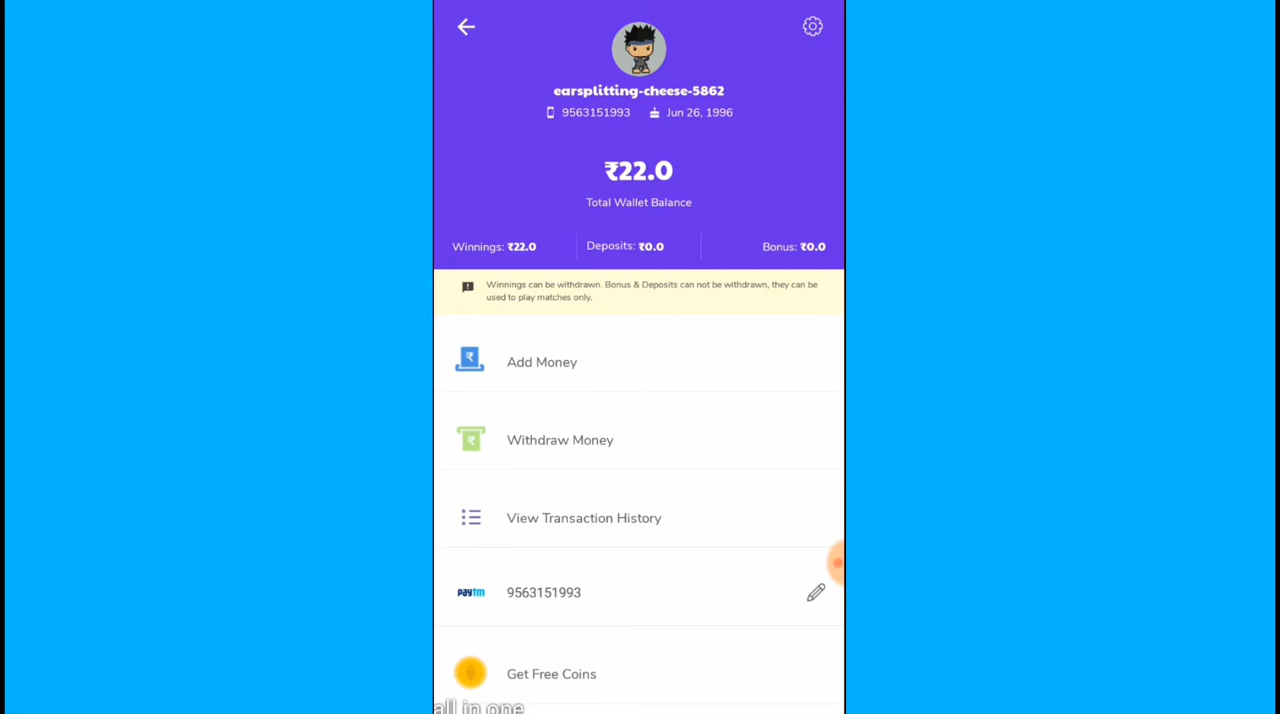 earsplitting-cheese-5862
9563151993 Jun 26, 1996
₹22.0
Total Wallet Balance
Winnings: ₹22.0 Deposits: ₹0.0 Bonus: ₹0.0
Winnings can be withdrawn. Bonus & Deposits can not be withdrawn, they can be
used to play matches only.
Add Money
Withdraw Money
View Transaction History
paytm 9563151993
Get Free Coins
all in one